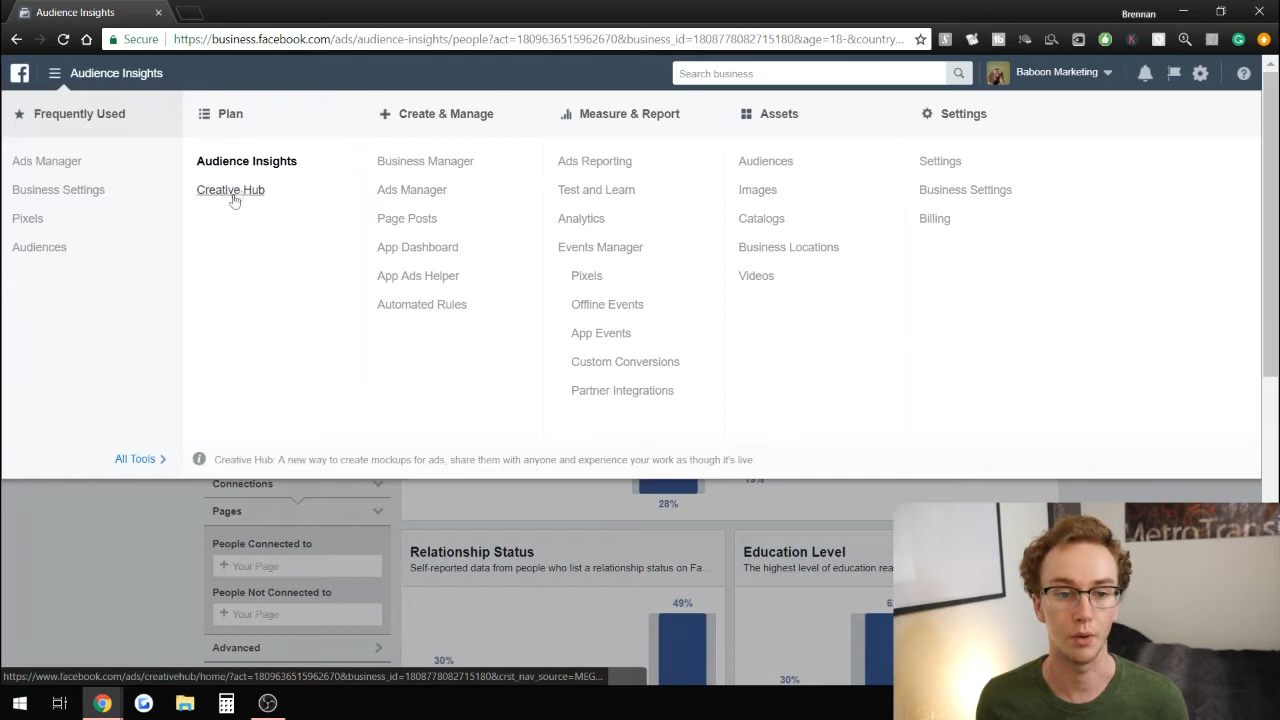 Audience Insights
Brennan
Secure
https://business.facebook.com/ads/audience-insights/people?act=1809636515962670&business_id=1808778082715180&age=18-&country...
Audience Insights
Search business
Baboon Marketing
Frequently Used
Plan
Create & Manage
Measure & Report
Assets
Settings
Ads Manager
Audience Insights
Business Manager
Ads Reporting
Audiences
Settings
Business Settings
Creative Hub
Ads Manager
Test and Learn
Images
Business Settings
Pixels
Page Posts
Analytics
Catalogs
Billing
Audiences
App Dashboard
Events Manager
Business Locations
App Ads Helper
Pixels
Videos
Automated Rules
Offline Events
App Events
Custom Conversions
Partner Integrations
All Tools
Creative Hub: A new way to create mockups for ads, share them with anyone and experience your work as though it's live.
Connections
28%
Pages
Relationship Status
Education Level
Self-reported data from people who list a relationship status on Fa...
The highest level of education rea
People Connected to
+ Your Page
People Not Connected to
+ Your Page
49%
Advanced
30%
30%
https://www.facebook.com/ads/creativehub/home/?act=1809636515962670&business_id=1808778082715180&crst_nav_source=MEG...
MetroTrans